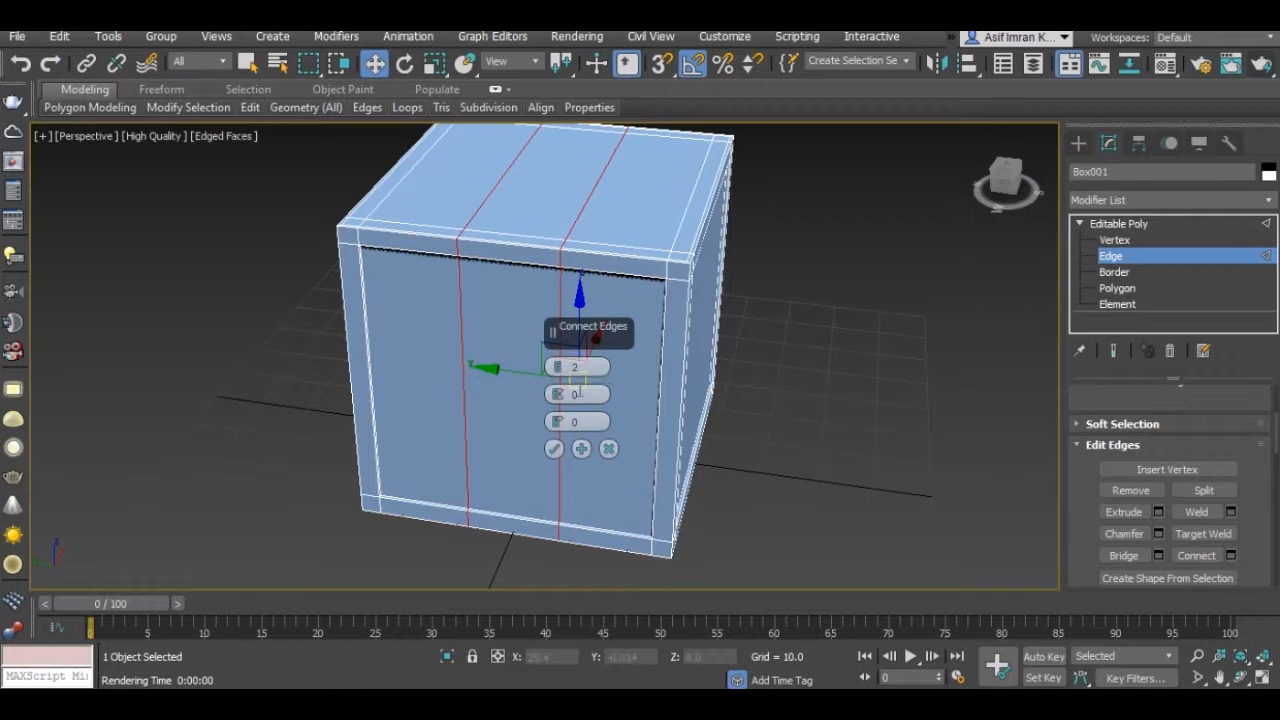 File Edit Tools Group Views Create Modifiers Animation Graph Editors Rendering Civil View Customize Scripting Interactive Asif Imran K... Workspaces: Default
All View Create Selection Se
Modeling Freeform Selection Object Paint Populate
Polygon Modeling Modify Selection Edit Geometry (All) Edges Loops Tris Subdivision Align Properties
[+] [Perspective] [High Quality] [Edged Faces]
Box001
Modifier List
Editable Poly
Vertex
Edge
Border
Polygon
Element
Connect Edges
2
0
0
Soft Selection
Edit Edges
Insert Vertex
Remove Split
Extrude Weld
Chamfer Target Weld
Bridge Connect
Create Shape From Selection
0 / 100
0 5 10 15 20 25 30 35 40 45 50 55 60 65 70 75 80 85 90 95 100
1 Object Selected X: Y: Z: Grid = 10.0 Auto Key Selected
MAXScript Mi Rendering Time 0:00:00 Add Time Tag 0 Set Key Key Filters...